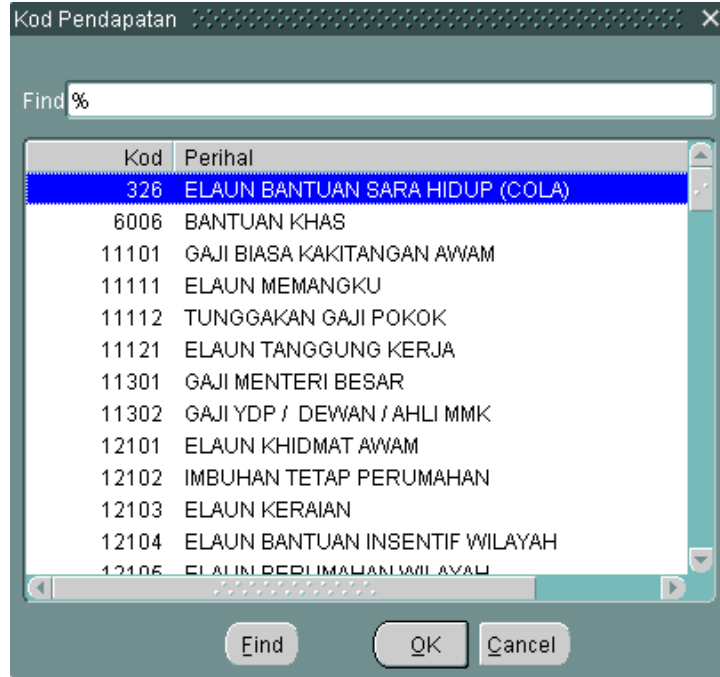 Kod Pendapatan
Find %
Kod Perihal
326 ELAUN BANTUAN SARA HIDUP (COLA)
6006 BANTUAN KHAS
11101 GAJI BIASA KAKITANGAN AWAM
11111 ELAUN MEMANGKU
11112 TUNGGAKAN GAJI POKOK
11121 ELAUN TANGGUNG KERJA
11301 GAJI MENTERI BESAR
11302 GAJI YDP / DEWAN / AHLI MMK
12101 ELAUN KHIDMAT AWAM
12102 IMBUHAN TETAP PERUMAHAN
12103 ELAUN KERAIAN
12104 ELAUN BANTUAN INSENTIF WILAYAH
ELAUN PERUMAHAN WILAYAH
Find OK Cancel